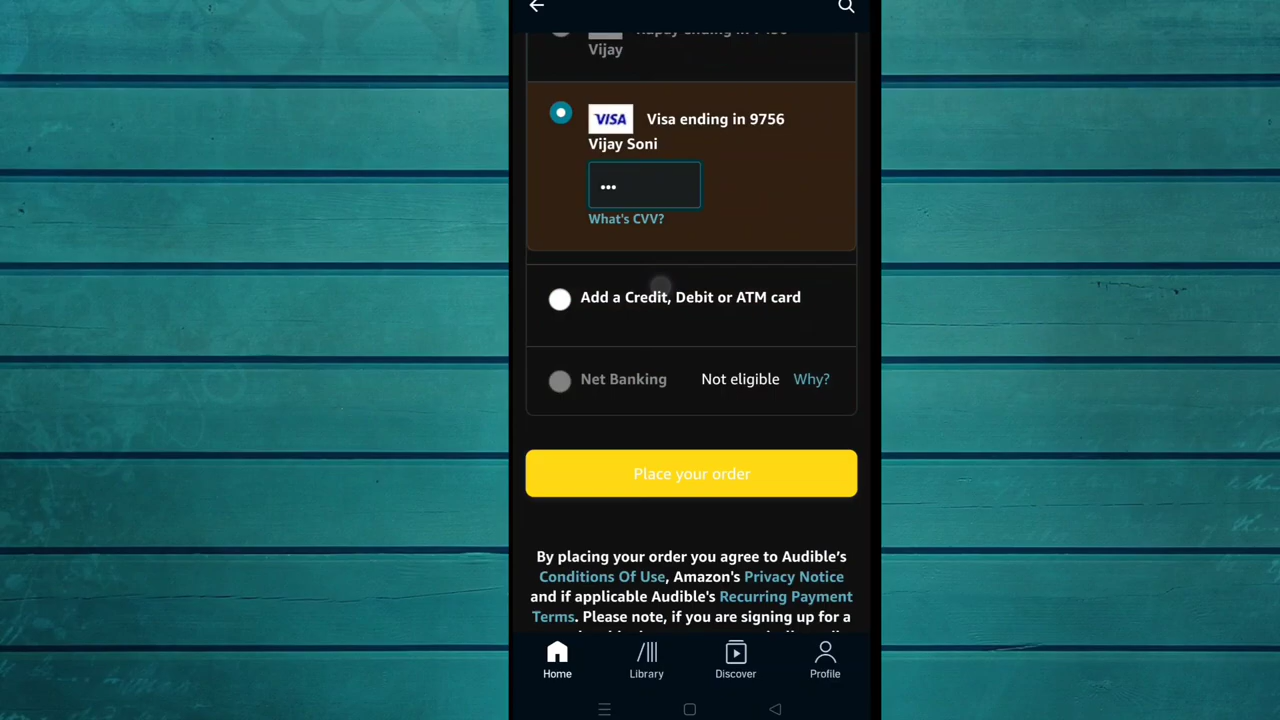 Vijay
VISA Visa ending in 9756
Vijay Soni
•••
What's CVV?
Add a Credit, Debit or ATM card
Net Banking Not eligible Why?
Place your order
By placing your order you agree to Audible's
Conditions Of Use, Amazon's Privacy Notice
and if applicable Audible's Recurring Payment
Terms. Please note, if you are signing up for a
Home Library Discover Profile